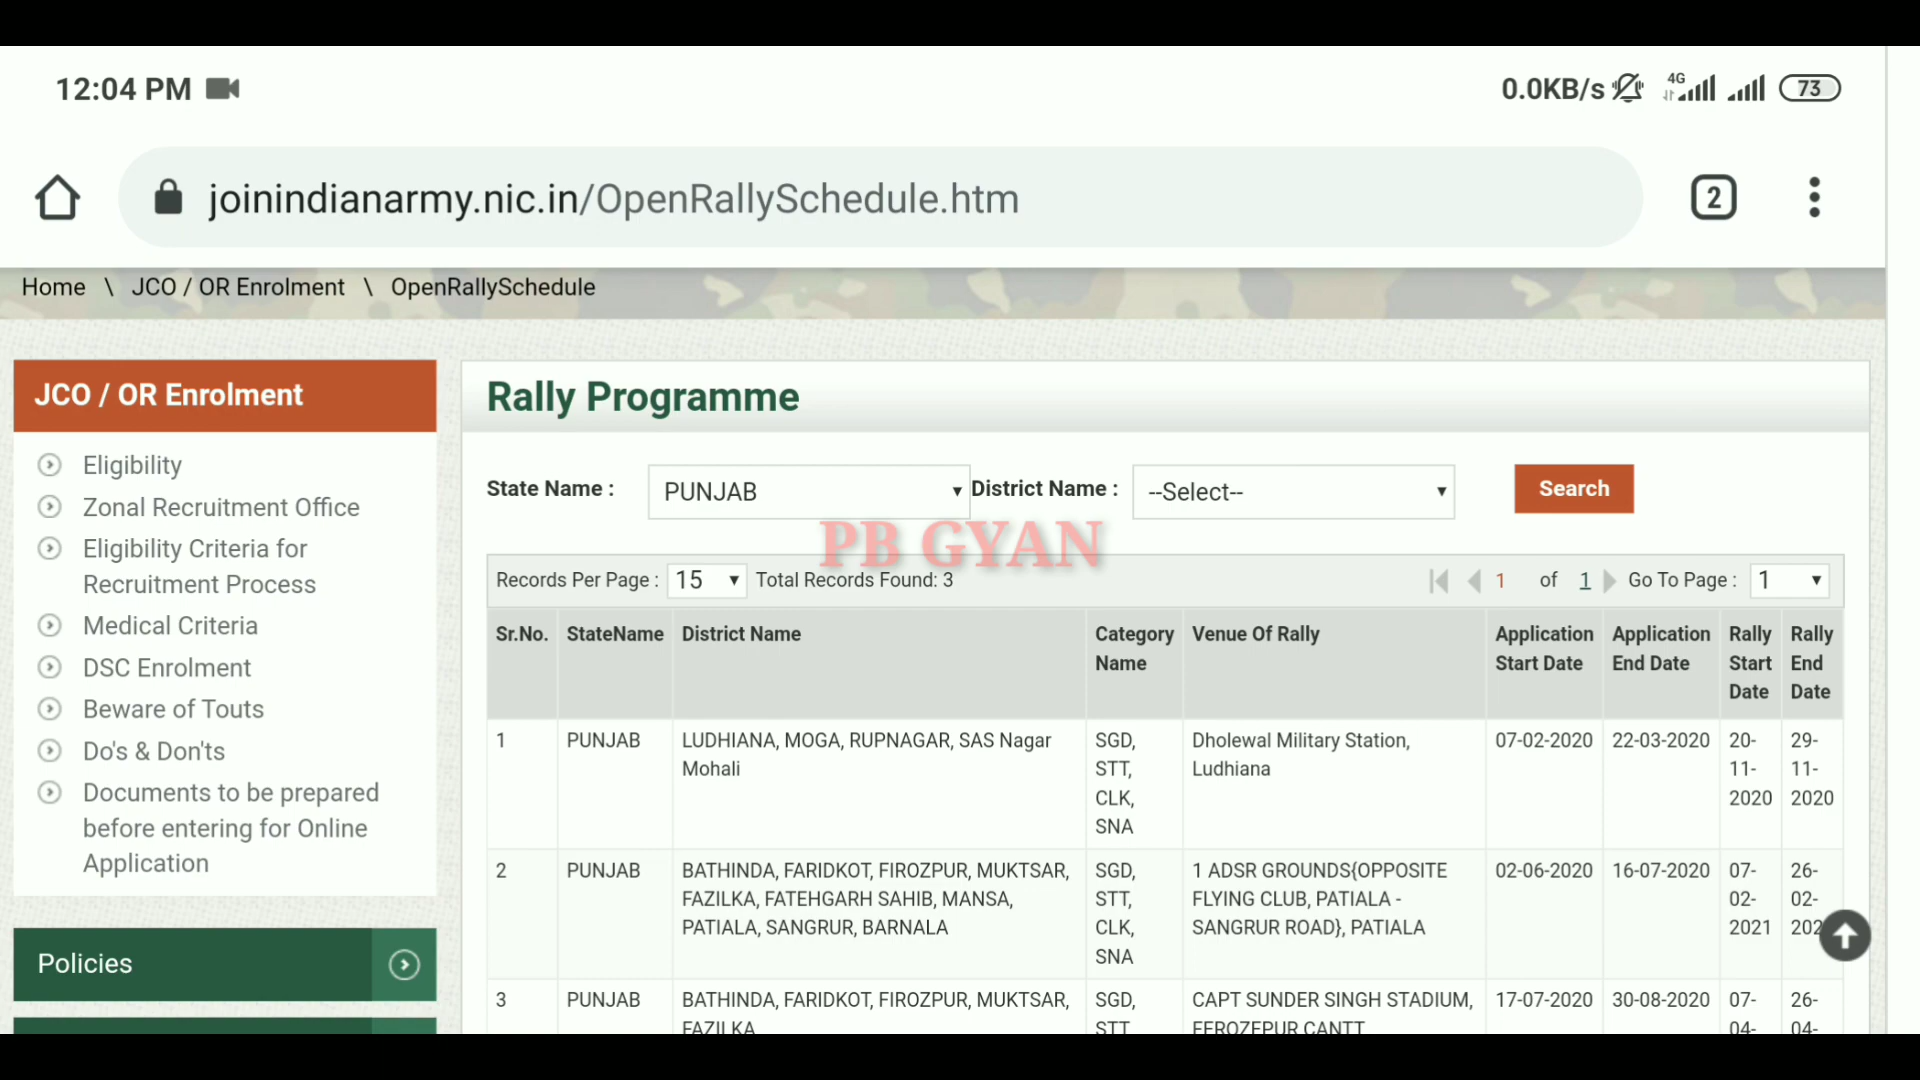 12:04 PM
0.0KB/s 4G 73
joinindianarmy.nic.in/OpenRallySchedule.htm
2
Home \ JCO / OR Enrolment \ OpenRallySchedule
JCO / OR Enrolment
Eligibility
Zonal Recruitment Office
Eligibility Criteria for
Recruitment Process
Medical Criteria
DSC Enrolment
Beware of Touts
Do's & Don'ts
Documents to be prepared
before entering for Online
Application
Policies
Rally Programme
State Name : PUNJAB District Name : --Select-- Search
PB GYAN
Records Per Page : 15 Total Records Found: 3 1 of 1 Go To Page : 1
Sr.No. StateName District Name Category Venue Of Rally Application Application Rally Rally
Name Start Date End Date Start End
Date Date
1 PUNJAB LUDHIANA, MOGA, RUPNAGAR, SAS Nagar SGD, Dholewal Military Station, 07-02-2020 22-03-2020 20- 29-
Mohali STT, Ludhiana 11- 11-
CLK, 2020 2020
SNA
2 PUNJAB BATHINDA, FARIDKOT, FIROZPUR, MUKTSAR, SGD, 1 ADSR GROUNDS{OPPOSITE 02-06-2020 16-07-2020 07- 26-
FAZILKA, FATEHGARH SAHIB, MANSA, STT, FLYING CLUB, PATIALA - 02- 02-
PATIALA, SANGRUR, BARNALA CLK, SANGRUR ROAD}, PATIALA 2021 202
SNA
3 PUNJAB BATHINDA, FARIDKOT, FIROZPUR, MUKTSAR, SGD, CAPT SUNDER SINGH STADIUM, 17-07-2020 30-08-2020 07- 26-
FAZILKA STT FEROZEPUR CANTT 04- 04-